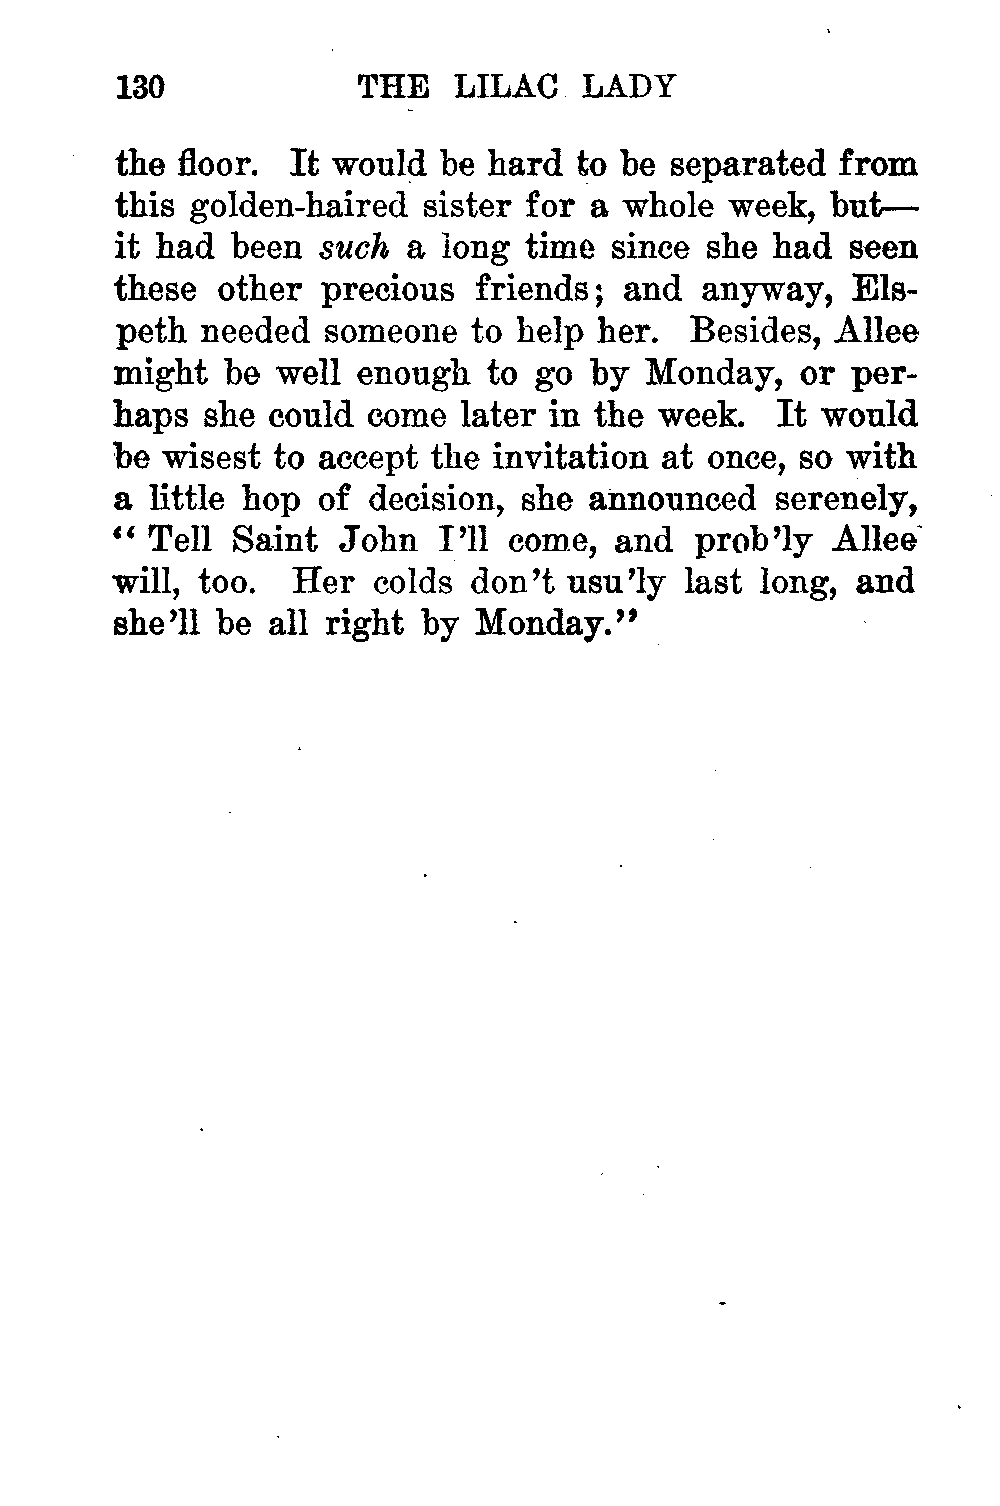 130 THE LILAC LADY
the floor. It would be hard to be separated from
this golden-haired sister for a whole week, but—
it had been such a long time since she had seen
these other precious friends; and anyway, Els-
peth needed someone to help her. Besides, Allee
might be well enough to go by Monday, or per-
haps she could come later in the week. It would
be wisest to accept the invitation at once, so with
a little hop of decision, she announced serenely,
“ Tell Saint John I’ll come, and prob’ly Allee
will, too. Her colds don’t usu’ly last long, and
she’ll be all right by Monday.”